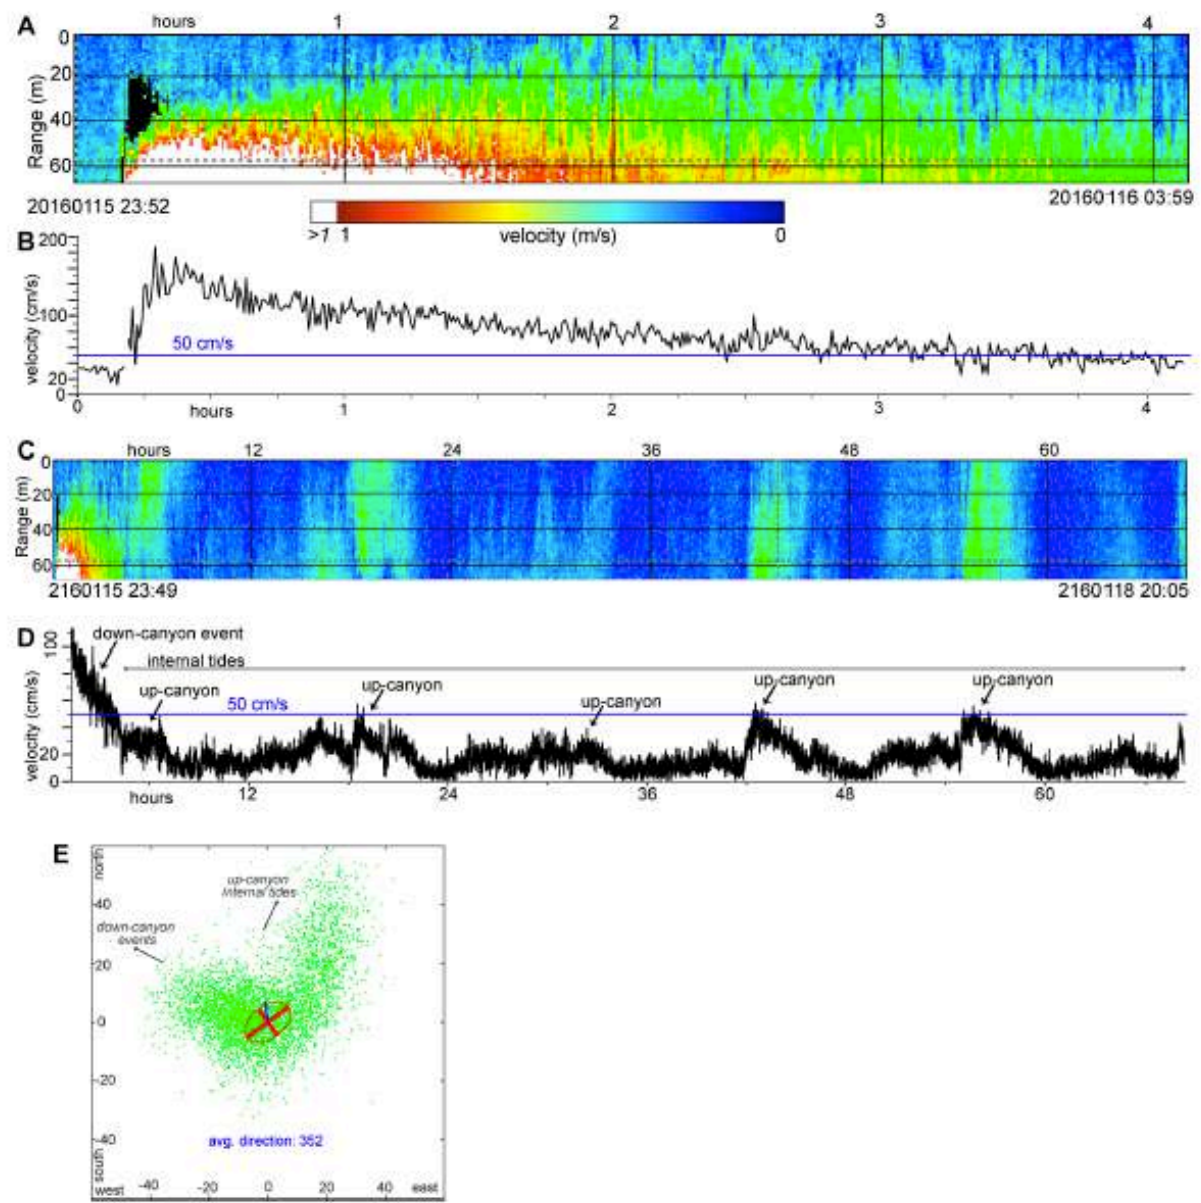 A hours 1 2 3 4
0
20
40
60
Range (m)
20160115 23:52 20160116 03:59
>1 1 velocity (m/s) 0
B
200
100
20
0
velocity (cm/s)
50 cm/s
0 hours 1 2 3 4
C hours 12 24 36 48 60
0
20
40
60
Range (m)
2160115 23:49 2160118 20:05
D
100
20
0
velocity (cm/s)
down-canyon event
internal tides
up-canyon
50 cm/s
up-canyon
up-canyon
up-canyon
up-canyon
hours 12 24 36 48 60
E
north
40
20
0
-20
-40
south
up-canyon
internal tides
down-canyon
events
avg. direction: 352
west -40 -20 0 20 40 east